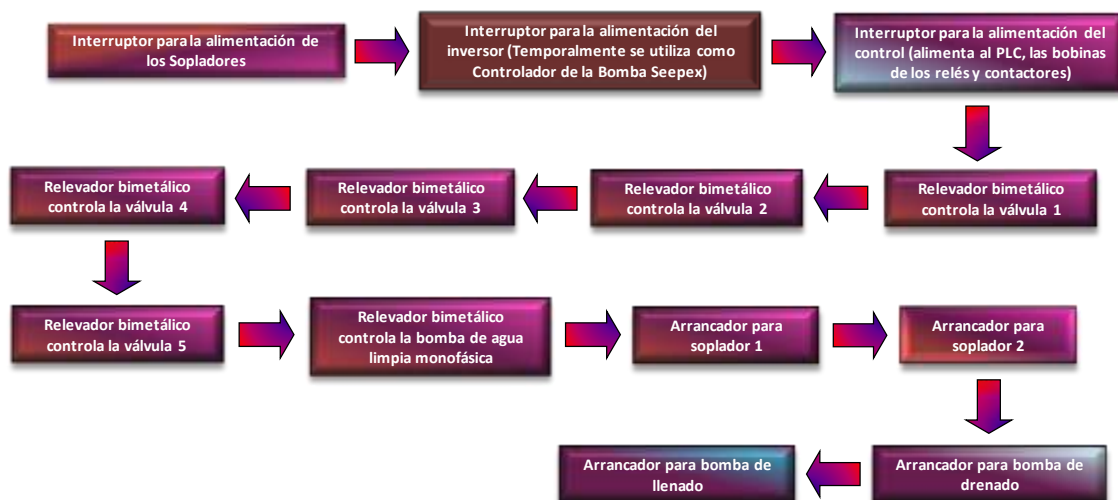 Interruptor para la alimentación de
los Sopladores
Interruptor para la alimentación del
inversor (Temporalmente se utiliza como
Controlador de la Bomba Seepex)
Interruptor para la alimentación del
control (alimenta al PLC, las bobinas
de los relés y contactores)
Relevador bimetálico
controla la válvula 1
Relevador bimetálico
controla la válvula 2
Relevador bimetálico
controla la válvula 3
Relevador bimetálico
controla la válvula 4
Relevador bimetálico
controla la válvula 5
Relevador bimetálico
controla la bomba de agua
limpia monofásica
Arrancador para
soplador 1
Arrancador para
soplador 2
Arrancador para bomba de
drenado
Arrancador para bomba de
llenado